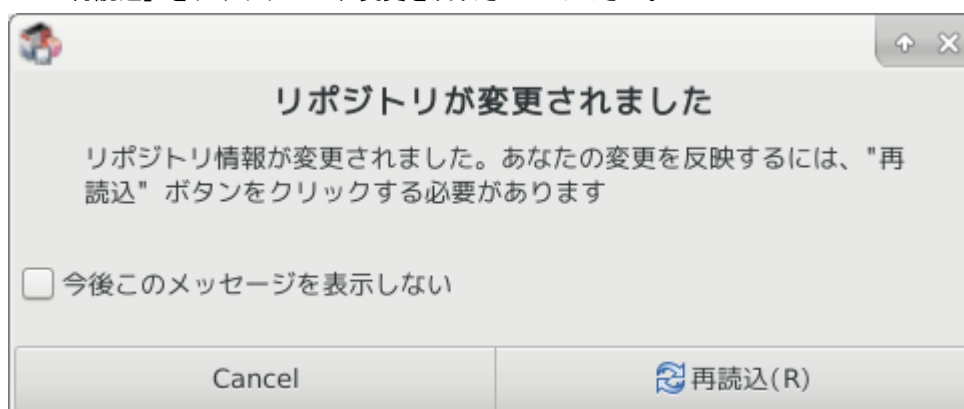 リポジトリが変更されました
リポジトリ情報が変更されました。あなたの変更を反映するには、"再
読込" ボタンをクリックする必要があります
今後このメッセージを表示しない
Cancel
再読込(R)